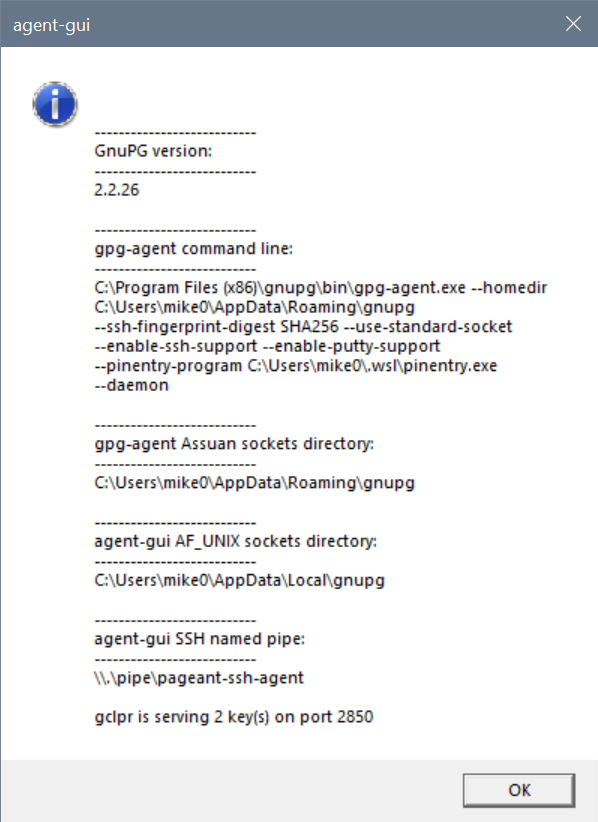 agent-gui
---------------------------
GnuPG version:
---------------------------
2.2.26
---------------------------
gpg-agent command line:
---------------------------
C:\Program Files (x86)\gnupg\bin\gpg-agent.exe --homedir
C:\Users\mike0\AppData\Roaming\gnupg
--ssh-fingerprint-digest SHA256 --use-standard-socket
--enable-ssh-support --enable-putty-support
--pinentry-program C:\Users\mike0\.wsl\pinentry.exe
--daemon
---------------------------
gpg-agent Assuan sockets directory:
---------------------------
C:\Users\mike0\AppData\Roaming\gnupg
---------------------------
agent-gui AF_UNIX sockets directory:
---------------------------
C:\Users\mike0\AppData\Local\gnupg
---------------------------
agent-gui SSH named pipe:
---------------------------
\\.\pipe\pageant-ssh-agent
gclpr is serving 2 key(s) on port 2850
OK